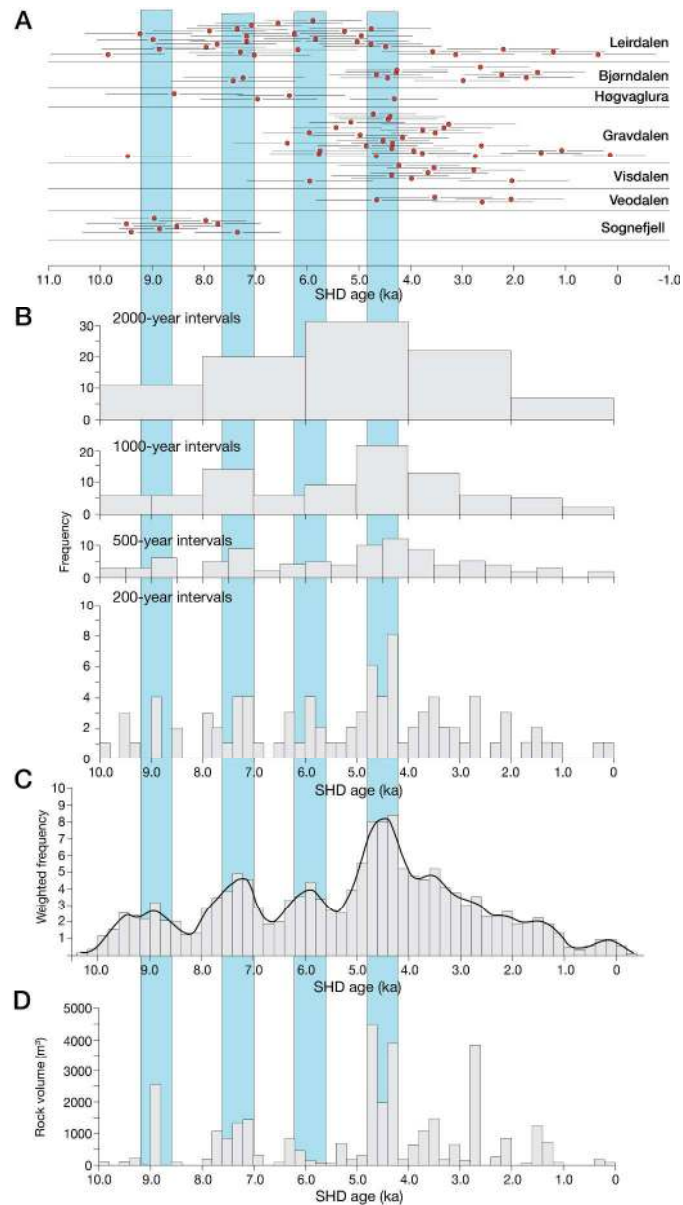 A
Leirdalen
Bjørndalen
Høgvaglura
Gravdalen
Visdalen
Veodalen
Sognefjell
11.0 10.0 9.0 8.0 7.0 6.0 5.0 4.0 3.0 2.0 1.0 0 -1.0
SHD age (ka)
B
2000-year intervals
30
20
10
0
1000-year intervals
20
10
0
Frequency
500-year intervals
10
0
200-year intervals
10
8
6
4
2
0
10.0 9.0 8.0 7.0 6.0 5.0 4.0 3.0 2.0 1.0 0
SHD age (ka)
C
Weighted frequency
10
9
8
7
6
5
4
3
2
1
10.0 9.0 8.0 7.0 6.0 5.0 4.0 3.0 2.0 1.0 0
SHD age (ka)
D
Rock volume (m³)
5000
4000
3000
2000
1000
0
10.0 9.0 8.0 7.0 6.0 5.0 4.0 3.0 2.0 1.0 0
SHD age (ka)